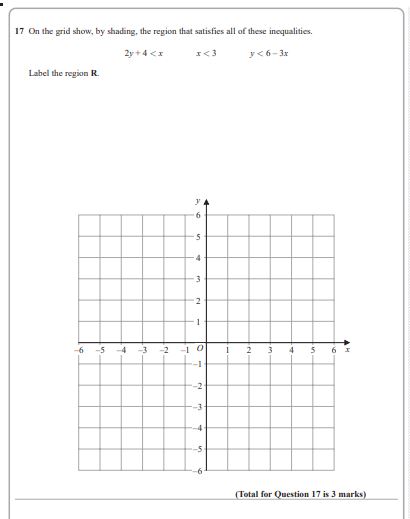 17 On the grid show, by shading, the region that satisfies all of these inequalities.
2y + 4 < x x < 3 y < 6 – 3x
Label the region R.
y
6
5
4
3
2
1
–6 –5 –4 –3 –2 –1 O 1 2 3 4 5 6 x
–1
–2
–3
–4
–5
–6
(Total for Question 17 is 3 marks)